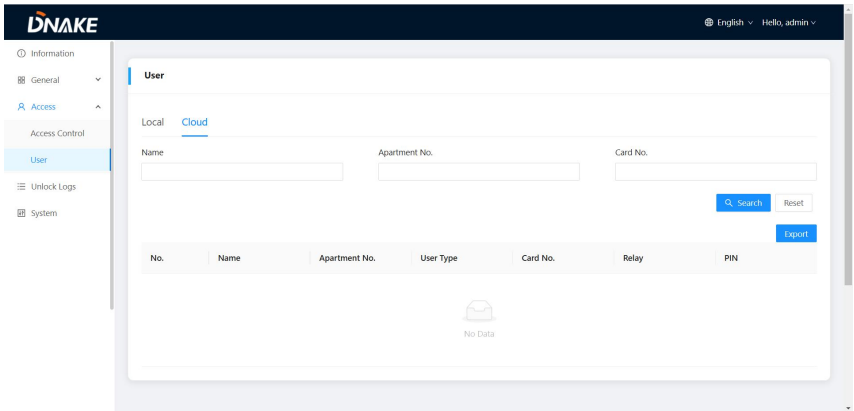 DNAKE
English
Hello, admin
Information
General
Access
Access Control
User
Unlock Logs
System
User
Local Cloud
Name Apartment No. Card No.
Search Reset
Export
No. Name Apartment No. User Type Card No. Relay PIN
No Data